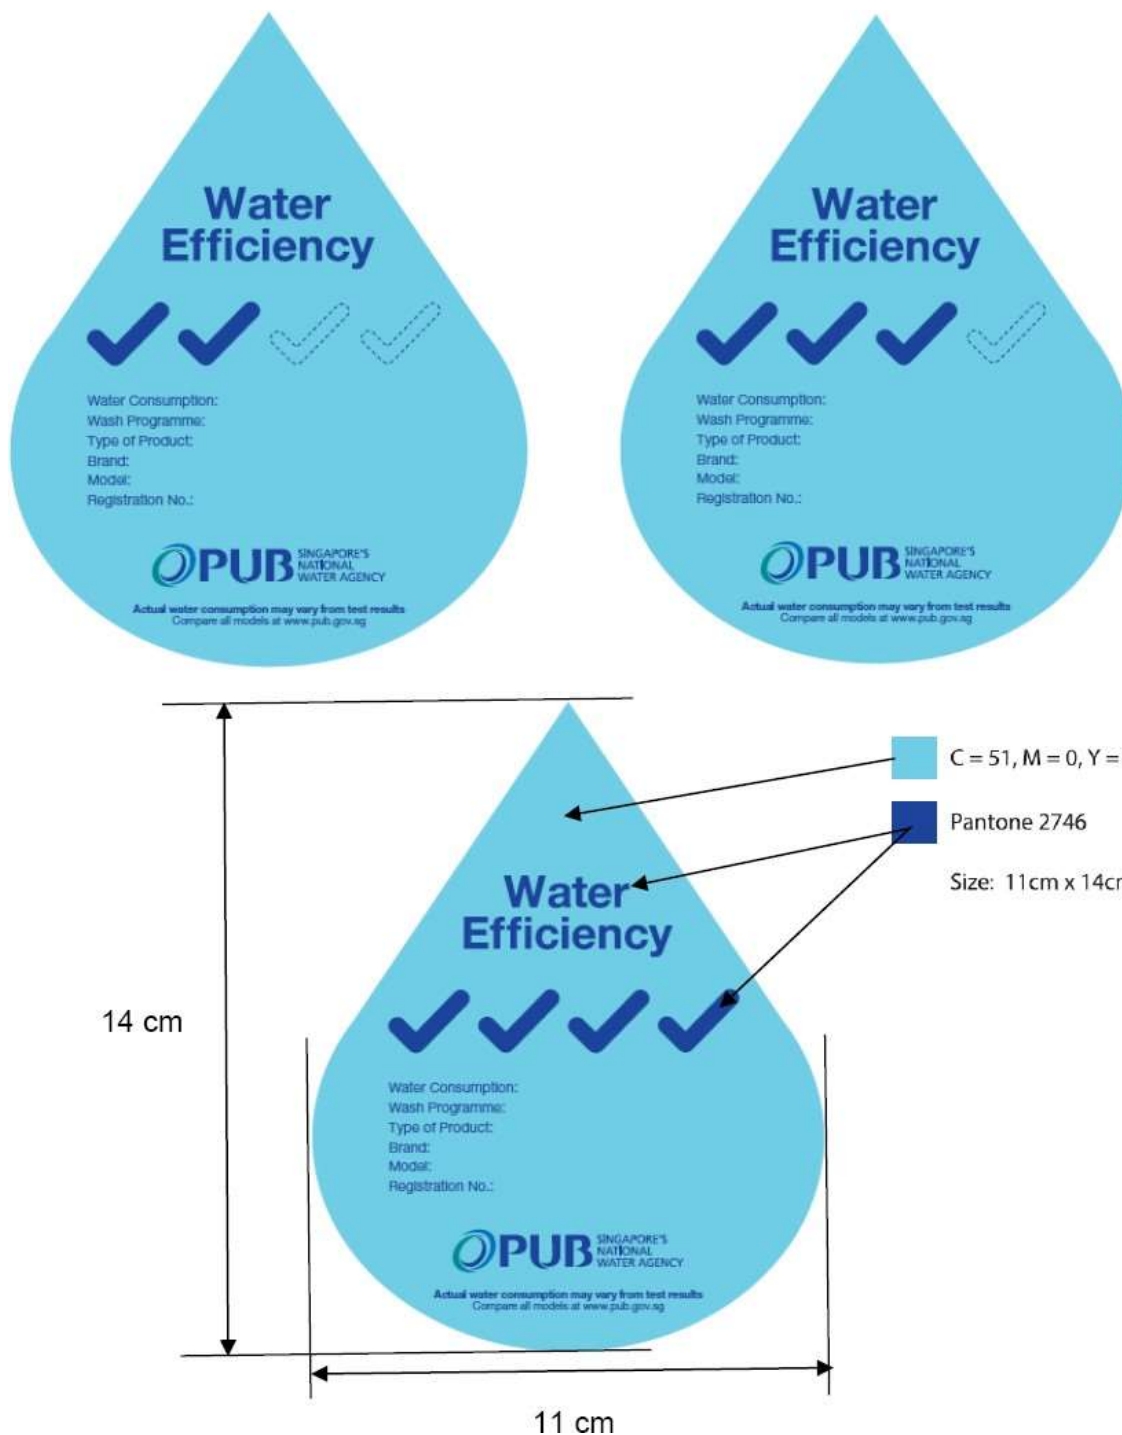 Water
Efficiency
Water Consumption:
Wash Programme:
Type of Product:
Brand:
Model:
Registration No.:
PUB SINGAPORE'S
NATIONAL
WATER AGENCY
Actual water consumption may vary from test results
Compare all models at www.pub.gov.sg
Water
Efficiency
Water Consumption:
Wash Programme:
Type of Product:
Brand:
Model:
Registration No.:
PUB SINGAPORE'S
NATIONAL
WATER AGENCY
Actual water consumption may vary from test results
Compare all models at www.pub.gov.sg
C = 51, M = 0, Y =
Pantone 2746
Size: 11cm x 14cm
Water
Efficiency
14 cm
Water Consumption:
Wash Programme:
Type of Product:
Brand:
Model:
Registration No.:
PUB SINGAPORE'S
NATIONAL
WATER AGENCY
Actual water consumption may vary from test results
Compare all models at www.pub.gov.sg
11 cm